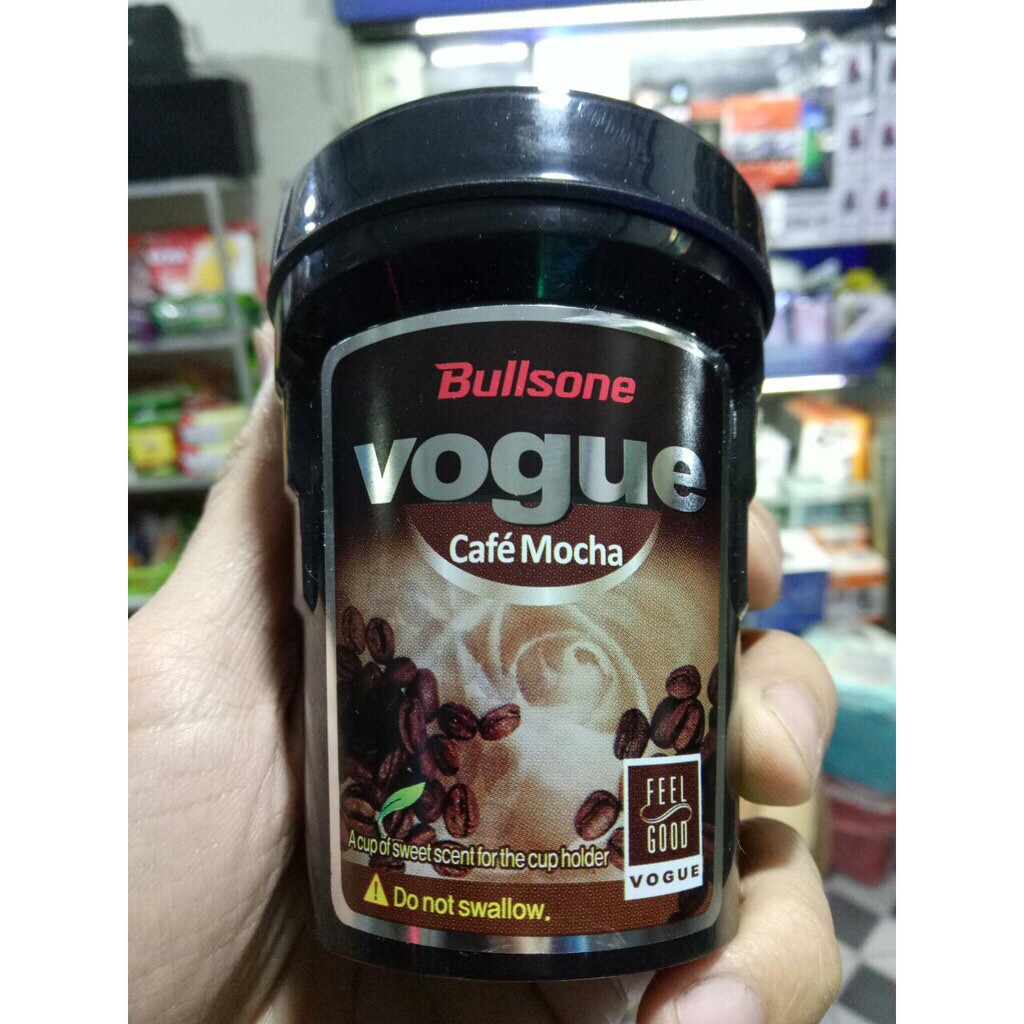 Bullsone
vogue
Café Mocha
FEEL
GOOD
VOGUE
A cup of sweet scent for the cup holder
Do not swallow.